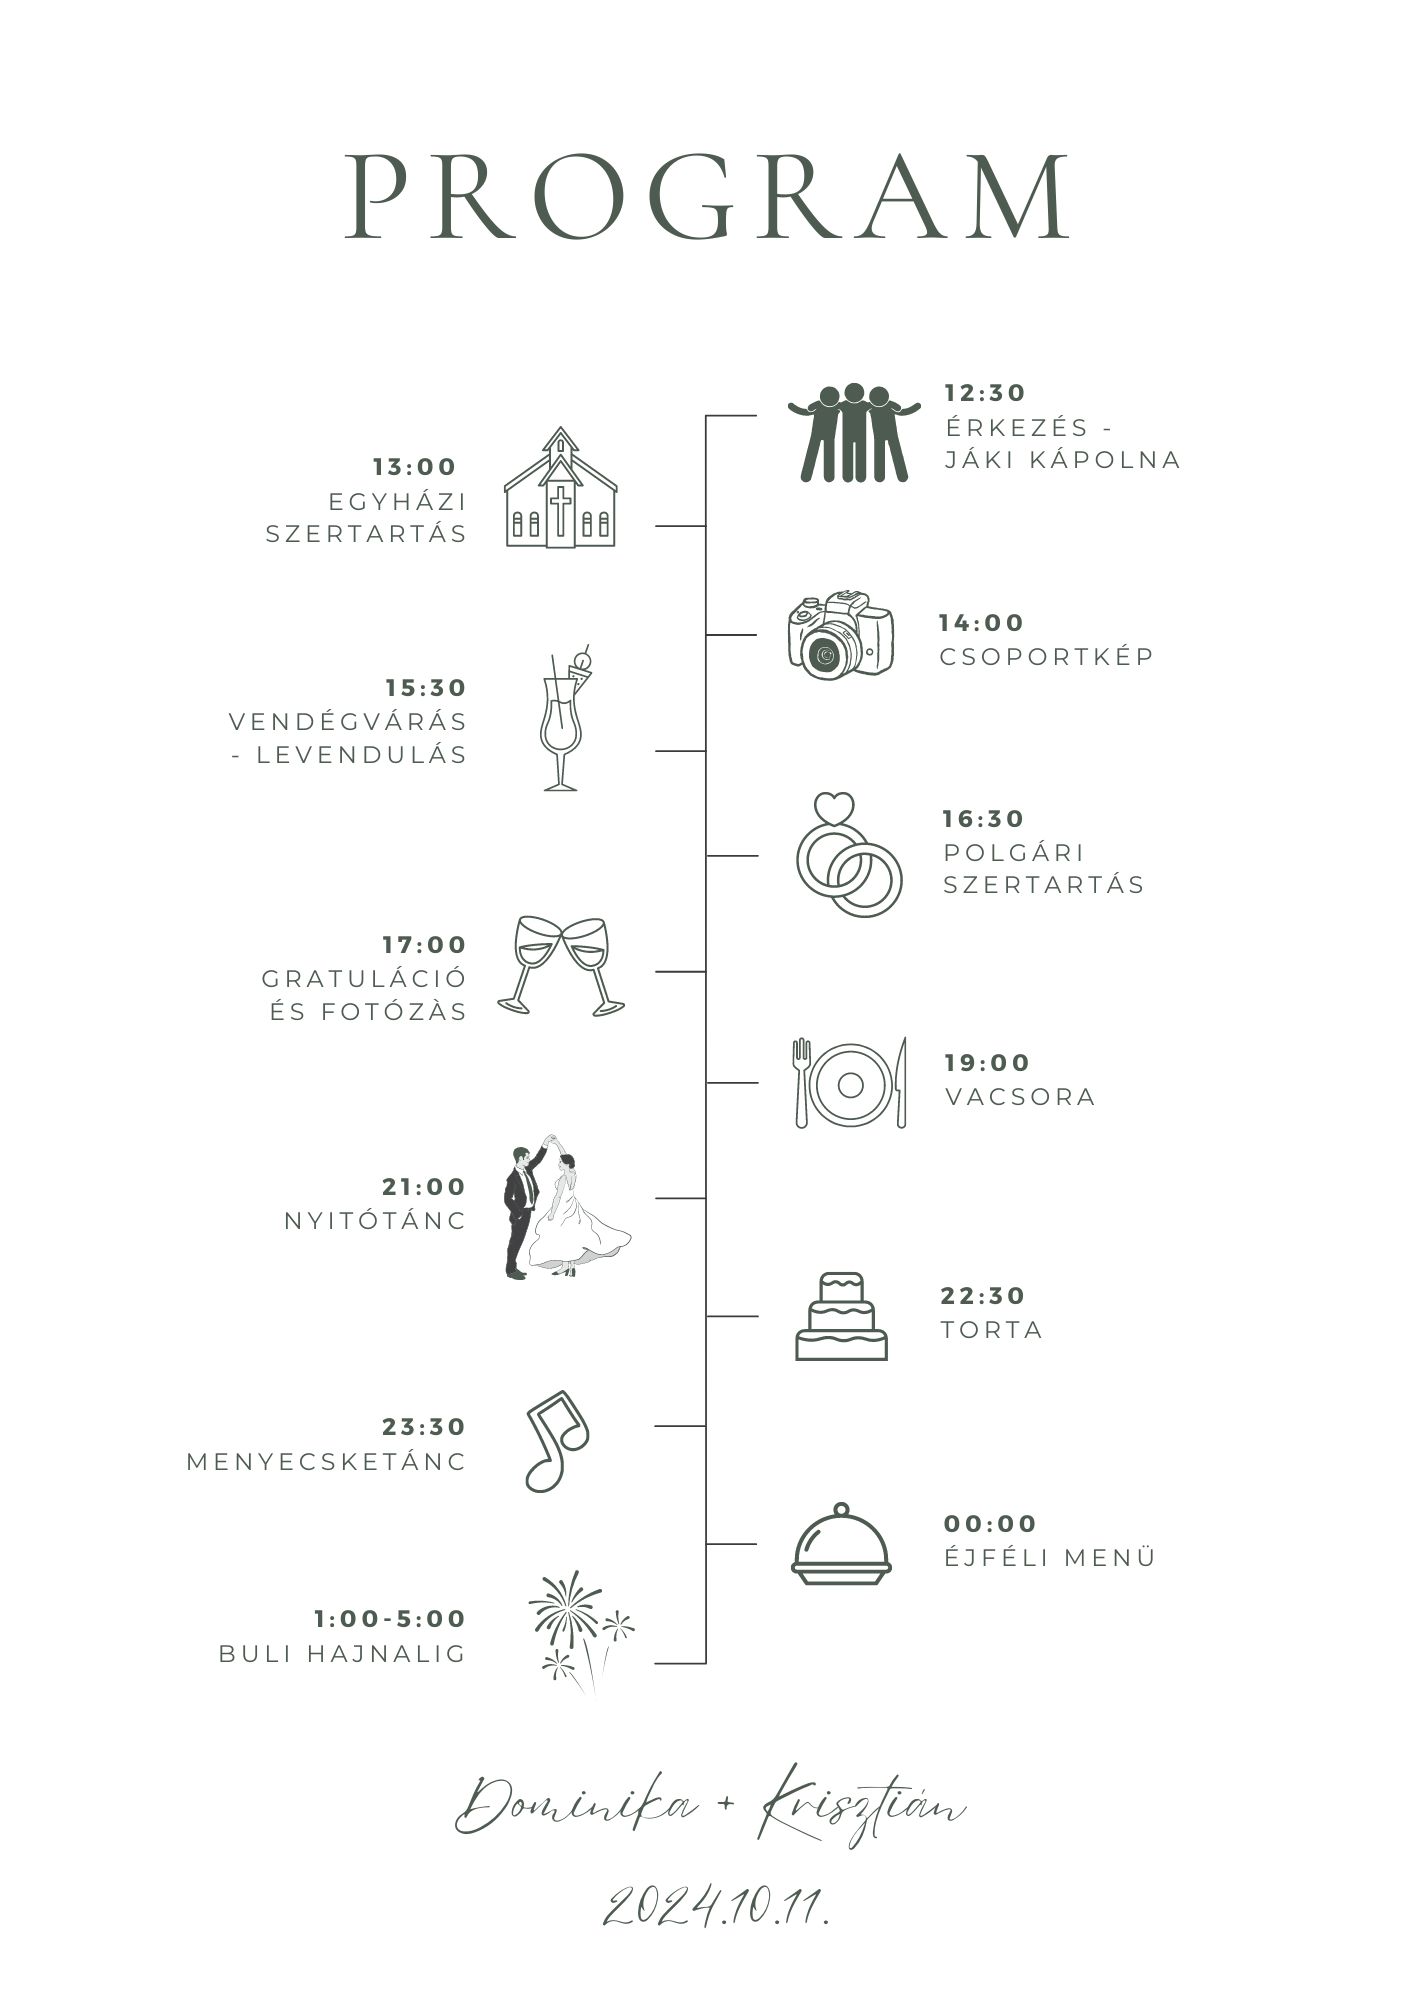 PROGRAM
12:30
ÉRKEZÉS -
JÁKI KÁPOLNA
13:00
EGYHÁZI
SZERTARTÁS
14:00
CSOPORTKÉP
15:30
VENDÉGVÁRÁS
- LEVENDULÁS
16:30
POLGÁRI
SZERTARTÁS
17:00
GRATULÁCIÓ
ÉS FOTÓZÀS
19:00
VACSORA
21:00
NYITÓTÁNC
22:30
TORTA
23:30
MENYECSKETÁNC
00:00
ÉJFÉLI MENÜ
1:00-5:00
BULI HAJNALIG
Dominika + Krisztián
2024.10.11.